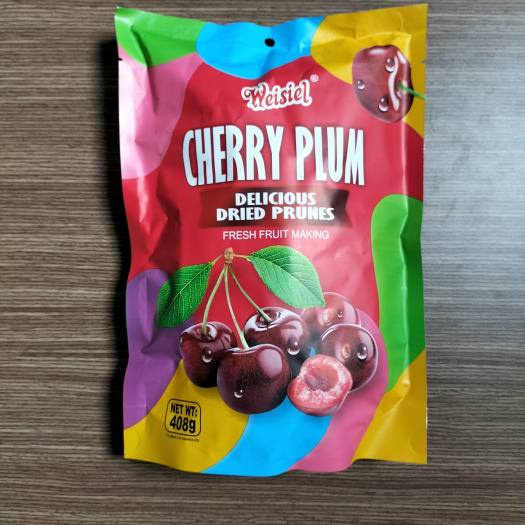 Weisiel®
CHERRY PLUM
DELICIOUS
DRIED PRUNES
FRESH FRUIT MAKING
NET WT:
408g